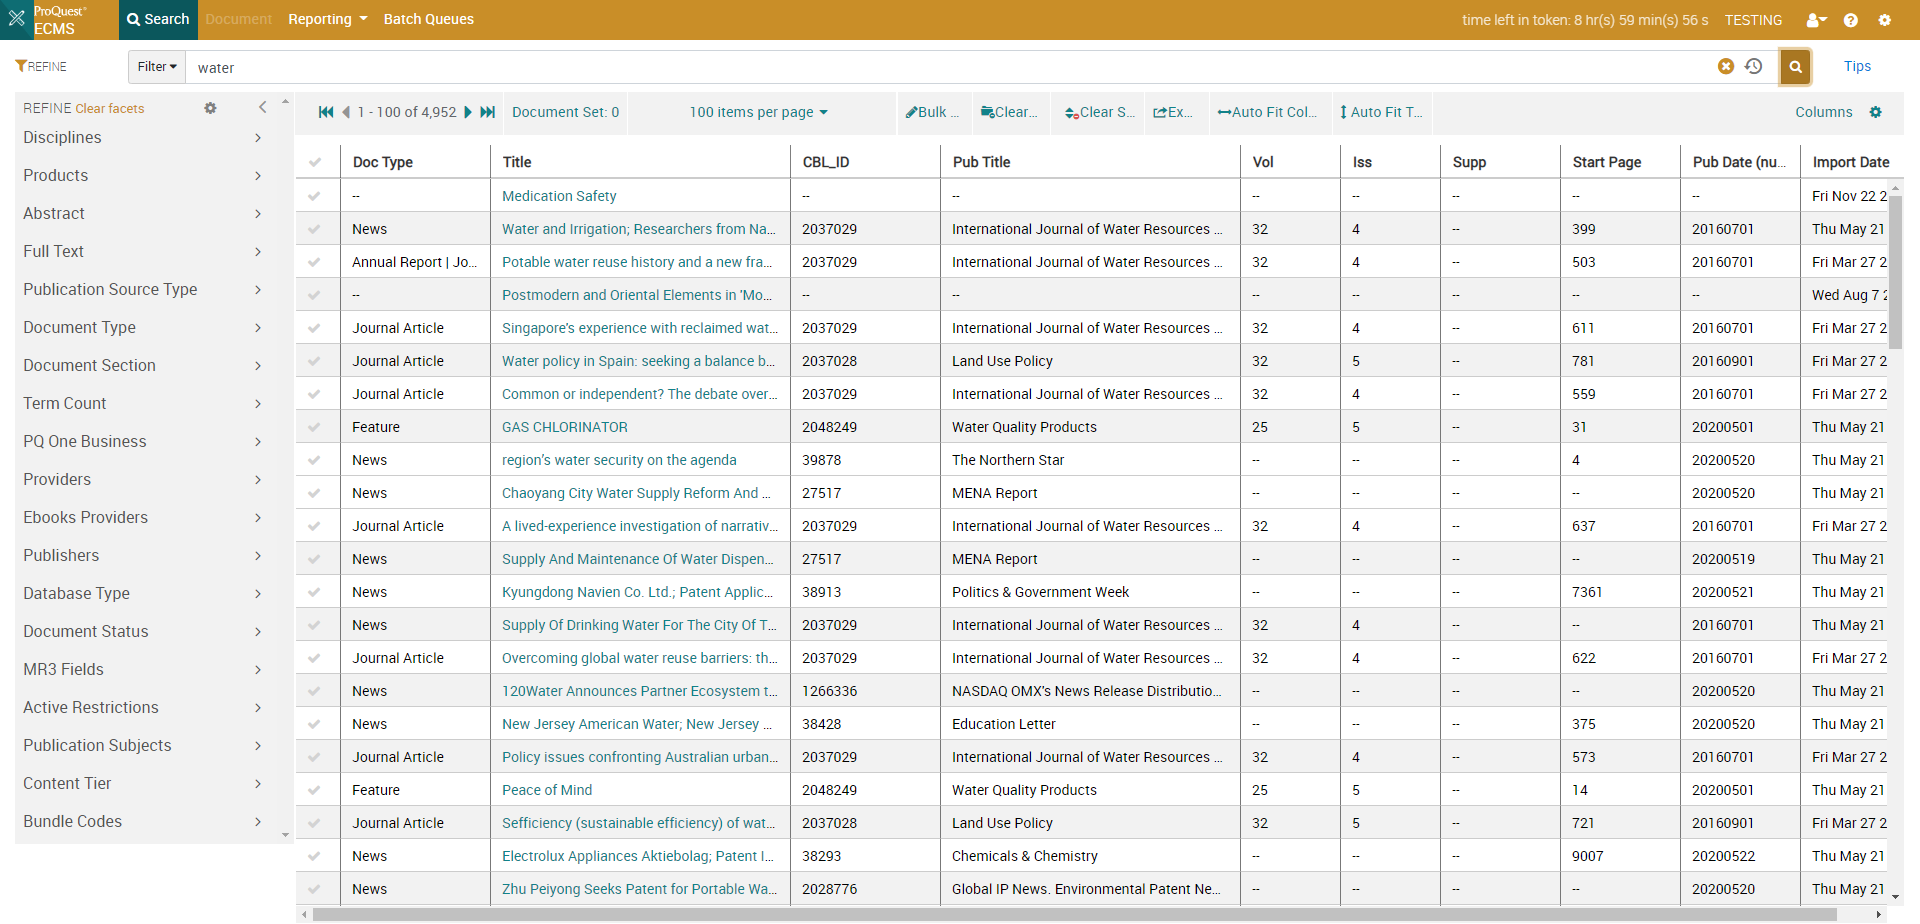 ProQuest® ECMS Search Document Reporting Batch Queues time left in token: 8 hr(s) 59 min(s) 56 s TESTING
REFINE Filter water Tips
REFINE Clear facets
Disciplines
Products
Abstract
Full Text
Publication Source Type
Document Type
Document Section
Term Count
PQ One Business
Providers
Ebooks Providers
Publishers
Database Type
Document Status
MR3 Fields
Active Restrictions
Publication Subjects
Content Tier
Bundle Codes
1 - 100 of 4,952 Document Set: 0 100 items per page Bulk ... Clear... Clear S... Ex... Auto Fit Col... Auto Fit T... Columns
Doc Type Title CBL_ID Pub Title Vol Iss Supp Start Page Pub Date (nu... Import Date
-- Medication Safety -- -- -- -- -- -- -- Fri Nov 22 2
News Water and Irrigation; Researchers from Na... 2037029 International Journal of Water Resources ... 32 4 -- 399 20160701 Thu May 21
Annual Report | Jo... Potable water reuse history and a new fra... 2037029 International Journal of Water Resources ... 32 4 -- 503 20160701 Fri Mar 27 2
-- Postmodern and Oriental Elements in 'Mo... -- -- -- -- -- -- -- Wed Aug 7 2
Journal Article Singapore's experience with reclaimed wat... 2037029 International Journal of Water Resources ... 32 4 -- 611 20160701 Fri Mar 27 2
Journal Article Water policy in Spain: seeking a balance b... 2037028 Land Use Policy 32 5 -- 781 20160901 Fri Mar 27 2
Journal Article Common or independent? The debate over... 2037029 International Journal of Water Resources ... 32 4 -- 559 20160701 Fri Mar 27 2
Feature GAS CHLORINATOR 2048249 Water Quality Products 25 5 -- 31 20200501 Thu May 21
News region's water security on the agenda 39878 The Northern Star -- -- -- 4 20200520 Thu May 21
News Chaoyang City Water Supply Reform And ... 27517 MENA Report -- -- -- -- 20200520 Thu May 21
Journal Article A lived-experience investigation of narrativ... 2037029 International Journal of Water Resources ... 32 4 -- 637 20160701 Fri Mar 27 2
News Supply And Maintenance Of Water Dispen... 27517 MENA Report -- -- -- -- 20200519 Thu May 21
News Kyungdong Navien Co. Ltd.; Patent Applic... 38913 Politics & Government Week -- -- -- 7361 20200521 Thu May 21
News Supply Of Drinking Water For The City Of T... 2037029 International Journal of Water Resources ... 32 4 -- -- 20160701 Thu May 21
Journal Article Overcoming global water reuse barriers: th... 2037029 International Journal of Water Resources ... 32 4 -- 622 20160701 Fri Mar 27 2
News 120Water Announces Partner Ecosystem t... 1266336 NASDAQ OMX's News Release Distributio... -- -- -- -- 20200520 Thu May 21
News New Jersey American Water; New Jersey ... 38428 Education Letter -- -- -- 375 20200520 Thu May 21
Journal Article Policy issues confronting Australian urban... 2037029 International Journal of Water Resources ... 32 4 -- 573 20160701 Fri Mar 27 2
Feature Peace of Mind 2048249 Water Quality Products 25 5 -- 14 20200501 Thu May 21
Journal Article Sefficiency (sustainable efficiency) of wat... 2037028 Land Use Policy 32 5 -- 721 20160901 Fri Mar 27 2
News Electrolux Appliances Aktiebolag; Patent I... 38293 Chemicals & Chemistry -- -- -- 9007 20200522 Thu May 21
News Zhu Peiyong Seeks Patent for Portable Wa... 2028776 Global IP News. Environmental Patent Ne... -- -- -- -- 20200520 Thu May 21